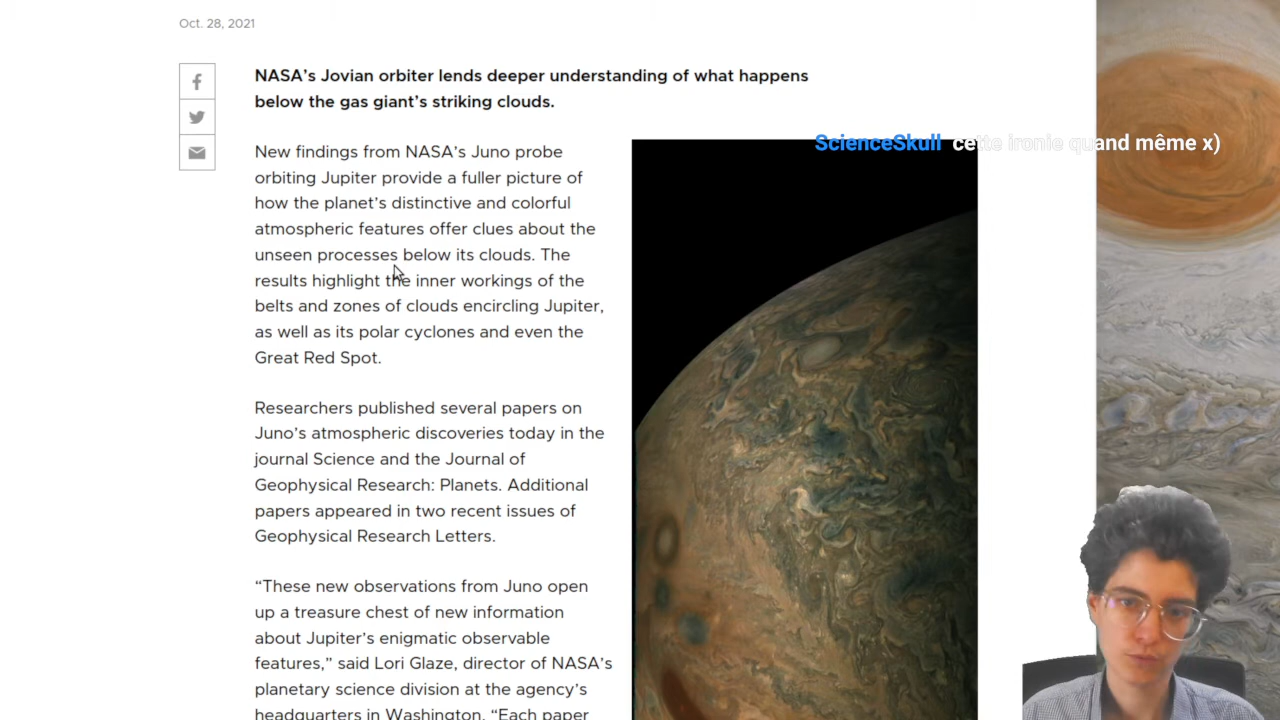 Oct. 28, 2021
NASA’s Jovian orbiter lends deeper understanding of what happens
below the gas giant’s striking clouds.
ScienceSkull cette ironie quand même x)
New findings from NASA’s Juno probe
orbiting Jupiter provide a fuller picture of
how the planet’s distinctive and colorful
atmospheric features offer clues about the
unseen processes below its clouds. The
results highlight the inner workings of the
belts and zones of clouds encircling Jupiter,
as well as its polar cyclones and even the
Great Red Spot.
Researchers published several papers on
Juno’s atmospheric discoveries today in the
journal Science and the Journal of
Geophysical Research: Planets. Additional
papers appeared in two recent issues of
Geophysical Research Letters.
“These new observations from Juno open
up a treasure chest of new information
about Jupiter’s enigmatic observable
features,” said Lori Glaze, director of NASA’s
planetary science division at the agency’s
headquarters in Washington. “Each paper